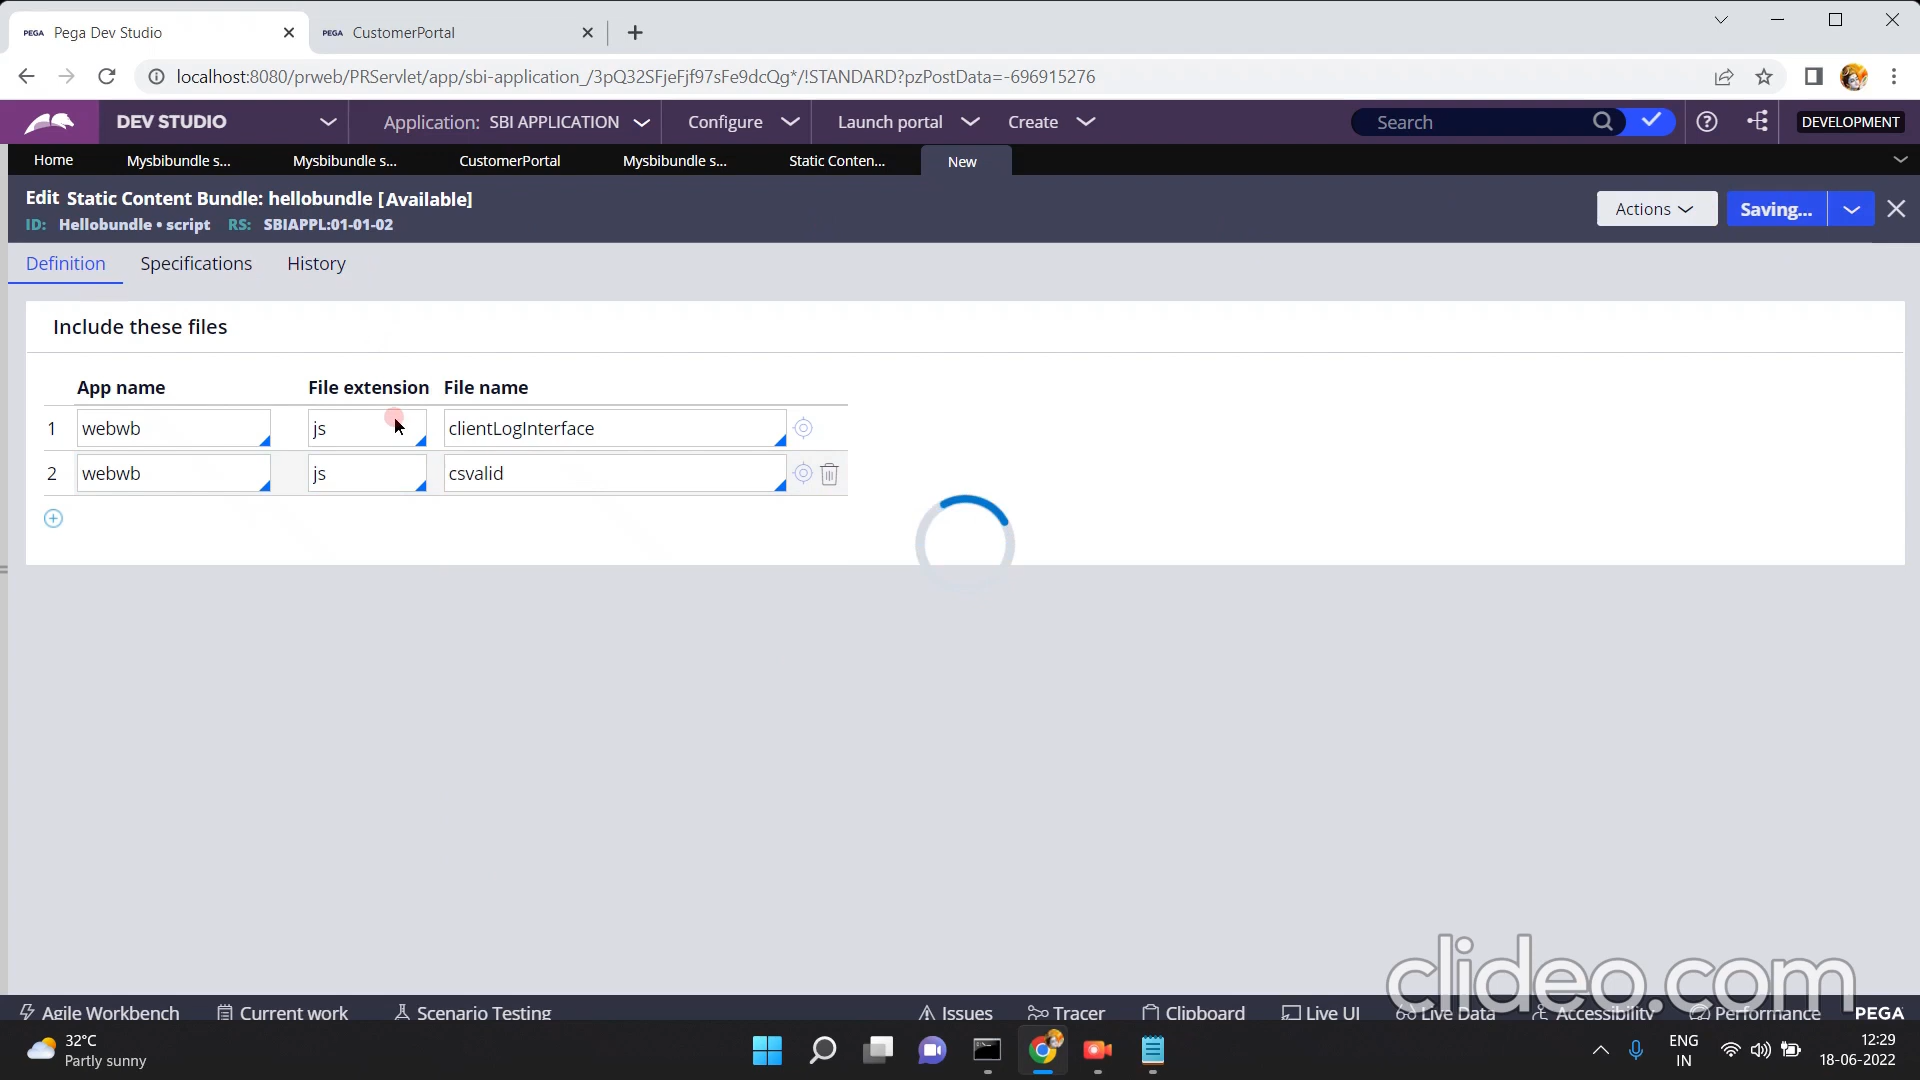 PEGA Pega Dev Studio
PEGA CustomerPortal
localhost:8080/prweb/PRServlet/app/sbi-application_/3pQ32SFjeFjf97sFe9dcQg*/!STANDARD?pzPostData=-696915276
DEV STUDIO Application: SBI APPLICATION Configure Launch portal Create Search DEVELOPMENT
Home Mysbibundle s... Mysbibundle s... CustomerPortal Mysbibundle s... Static Conten... New
Edit Static Content Bundle: hellobundle [Available]
ID: Hellobundle • script RS: SBIAPPL:01-01-02
Actions Saving...
Definition Specifications History
Include these files
App name File extension File name
1 webwb js clientLogInterface
2 webwb js csvalid
clideo.com
Agile Workbench Current work Scenario Testing Issues Tracer Clipboard Live UI Live Data Accessibility Performance PEGA
32°C
Partly sunny
ENG
IN
12:29
18-06-2022